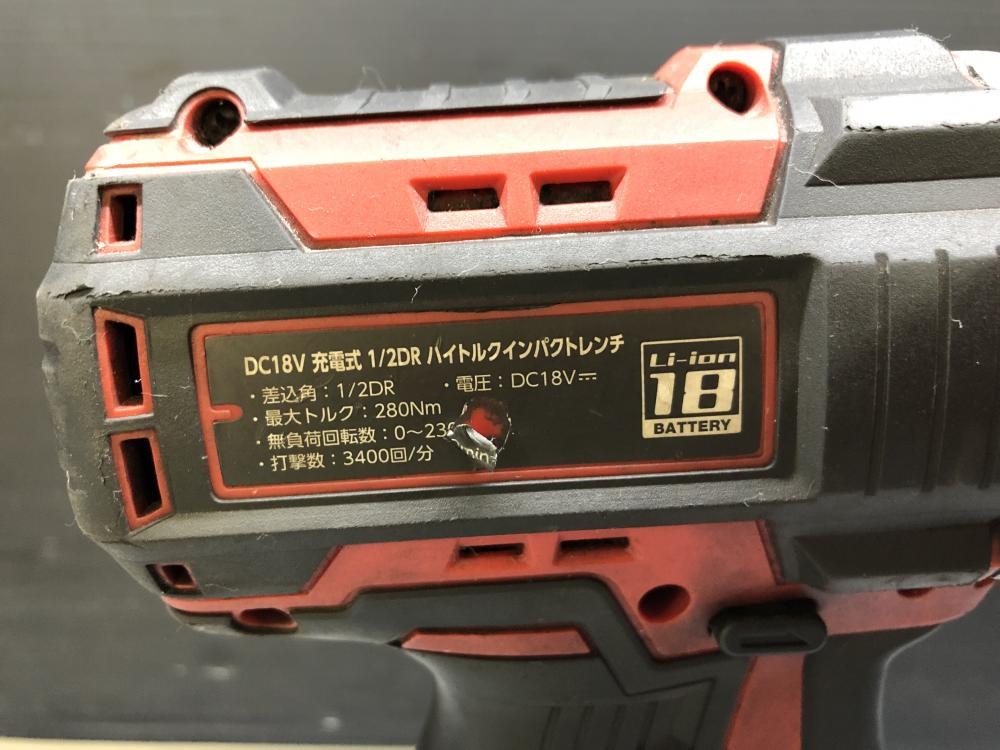 DC18V 充電式 1/2DR ハイトルクインパクトレンチ
・差込角：1/2DR ・電圧：DC18V⎓
・最大トルク：280Nm
・無負荷回転数：0～23
・打撃数：3400回/分
Li-ion
18
BATTERY